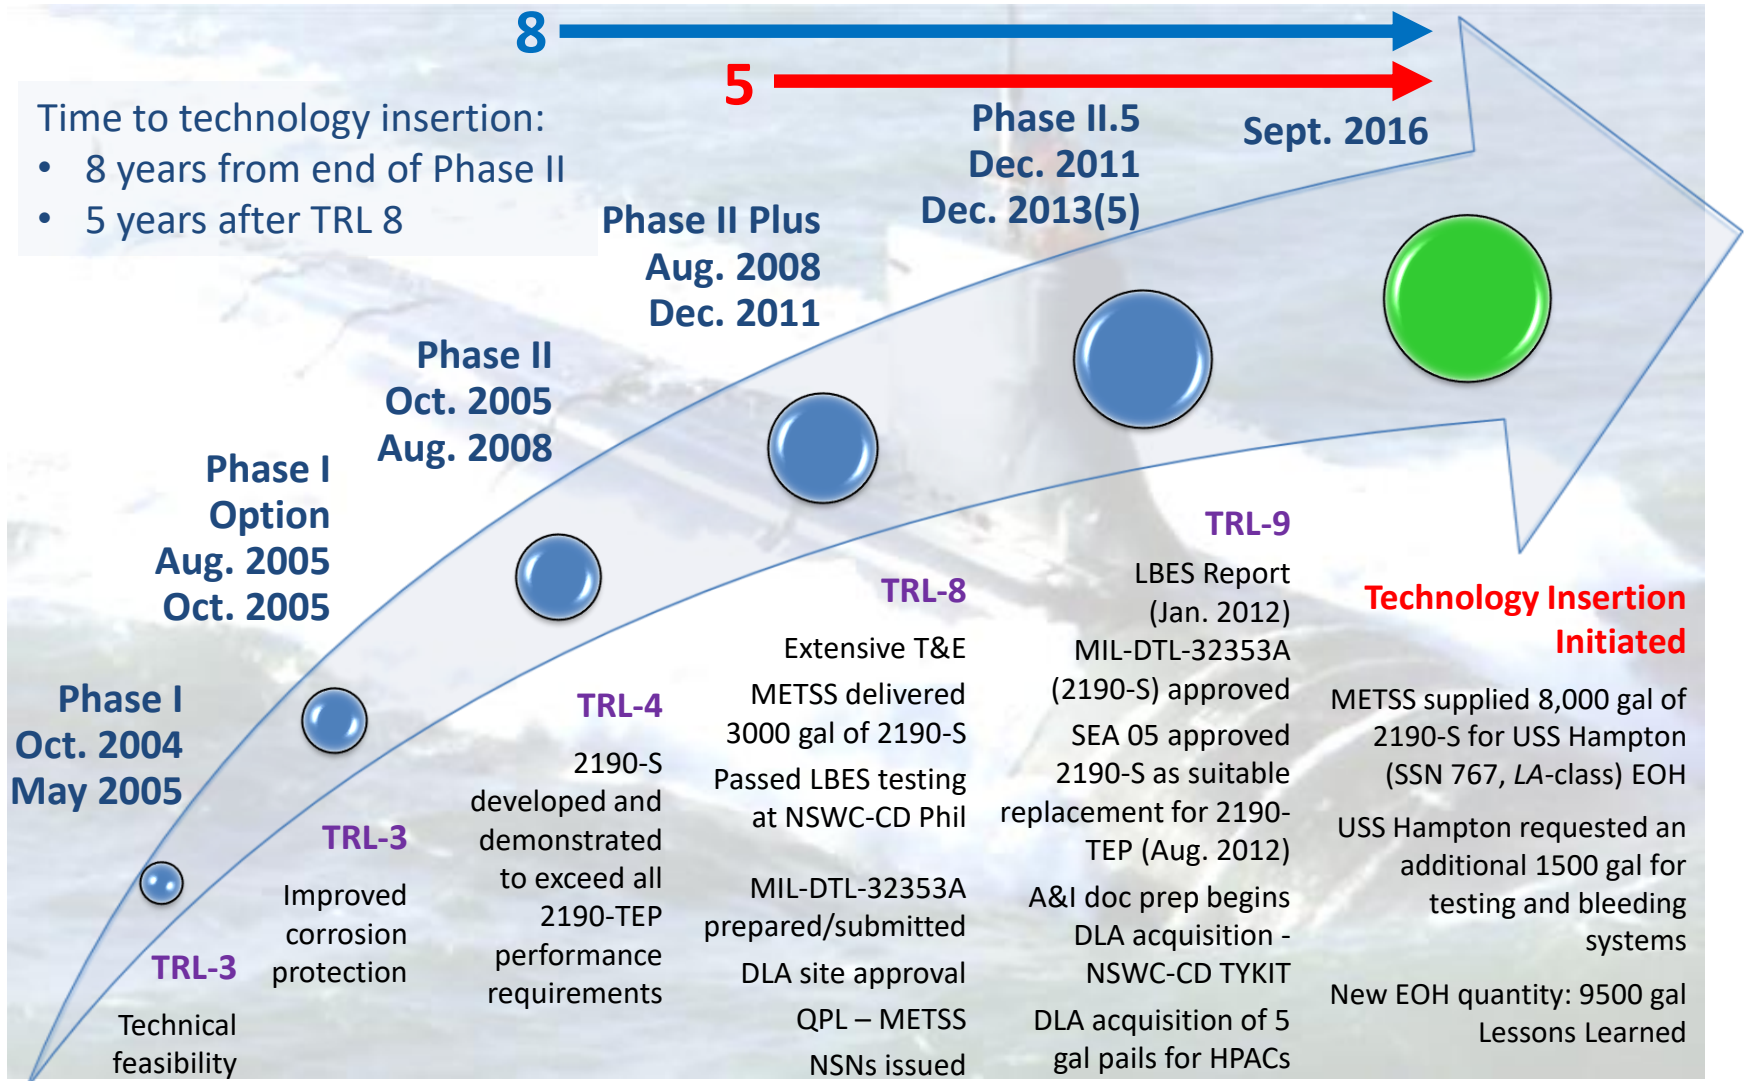 8
5
Time to technology insertion:
• 8 years from end of Phase II
• 5 years after TRL 8
Phase I
Oct. 2004
May 2005
TRL-3
Technical
feasibility
Phase I
Option
Aug. 2005
Oct. 2005
TRL-3
Improved
corrosion
protection
Phase II
Oct. 2005
Aug. 2008
TRL-4
2190-S
developed and
demonstrated
to exceed all
2190-TEP
performance
requirements
Phase II Plus
Aug. 2008
Dec. 2011
TRL-8
Extensive T&E
METSS delivered
3000 gal of 2190-S
Passed LBES testing
at NSWC-CD Phil
MIL-DTL-32353A
prepared/submitted
DLA site approval
QPL – METSS
NSNs issued
Phase II.5
Dec. 2011
Dec. 2013(5)
TRL-9
LBES Report
(Jan. 2012)
MIL-DTL-32353A
(2190-S) approved
SEA 05 approved
2190-S as suitable
replacement for 2190-
TEP (Aug. 2012)
A&I doc prep begins
DLA acquisition -
NSWC-CD TYKIT
DLA acquisition of 5
gal pails for HPACs
Sept. 2016
Technology Insertion
Initiated
METSS supplied 8,000 gal of
2190-S for USS Hampton
(SSN 767, LA-class) EOH
USS Hampton requested an
additional 1500 gal for
testing and bleeding
systems
New EOH quantity: 9500 gal
Lessons Learned